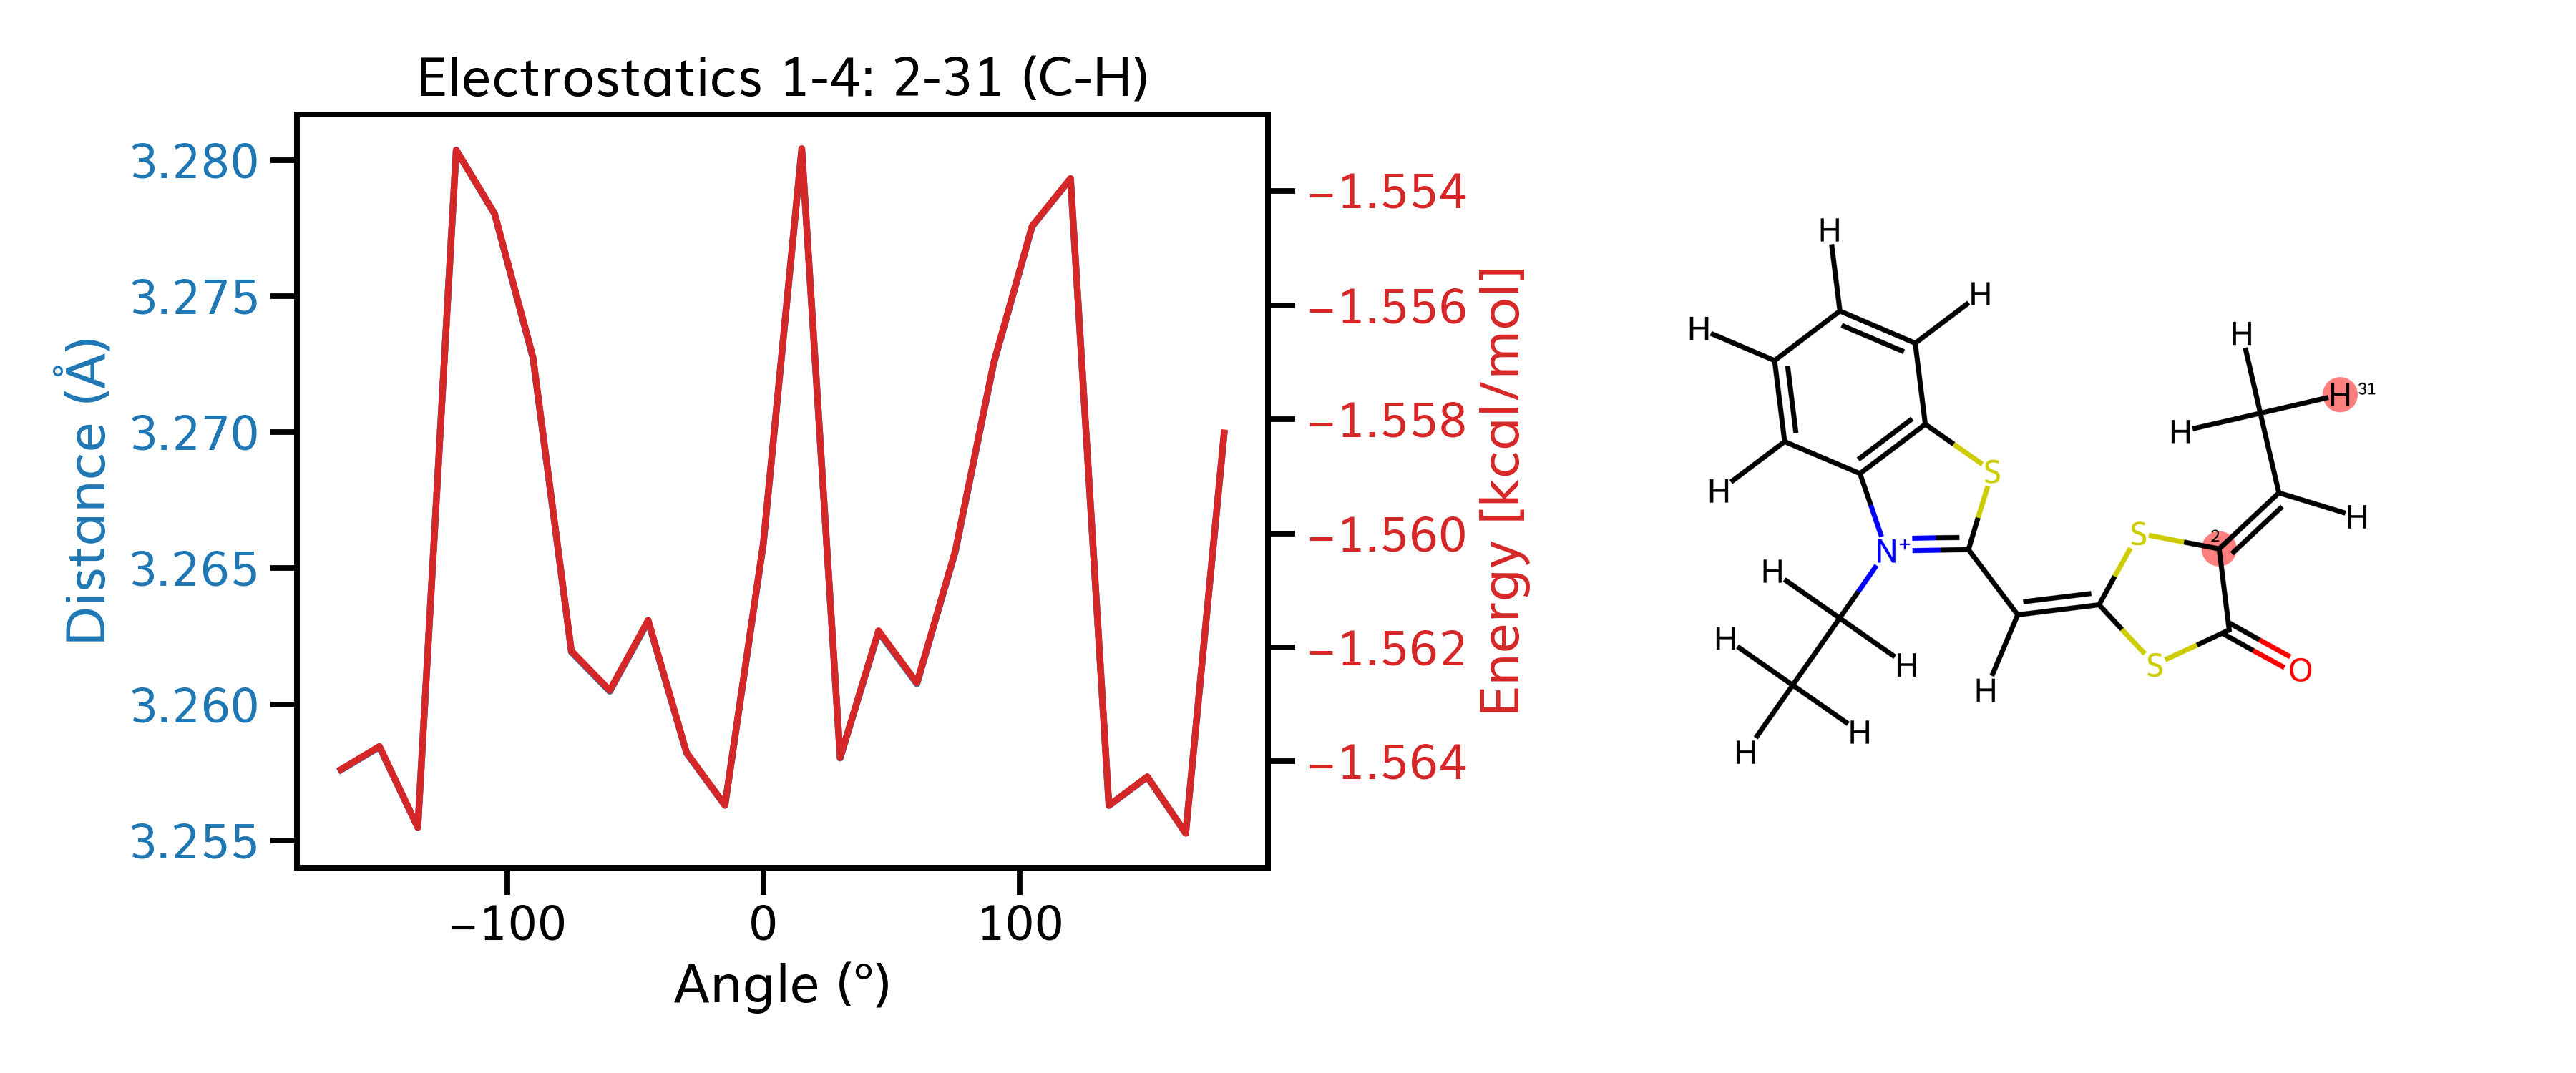 Electrostatics 1-4: 2-31 (C-H)
Distance (Å)
3.280
3.275
3.270
3.265
3.260
3.255
−1.554
−1.556
−1.558
−1.560
−1.562
−1.564
Energy [kcal/mol]
−100 0 100
Angle (°)
H
H
H
H
H
H 31
H
S
H
H
S 2
N+
H
H
H
S
O
H
H
H
H